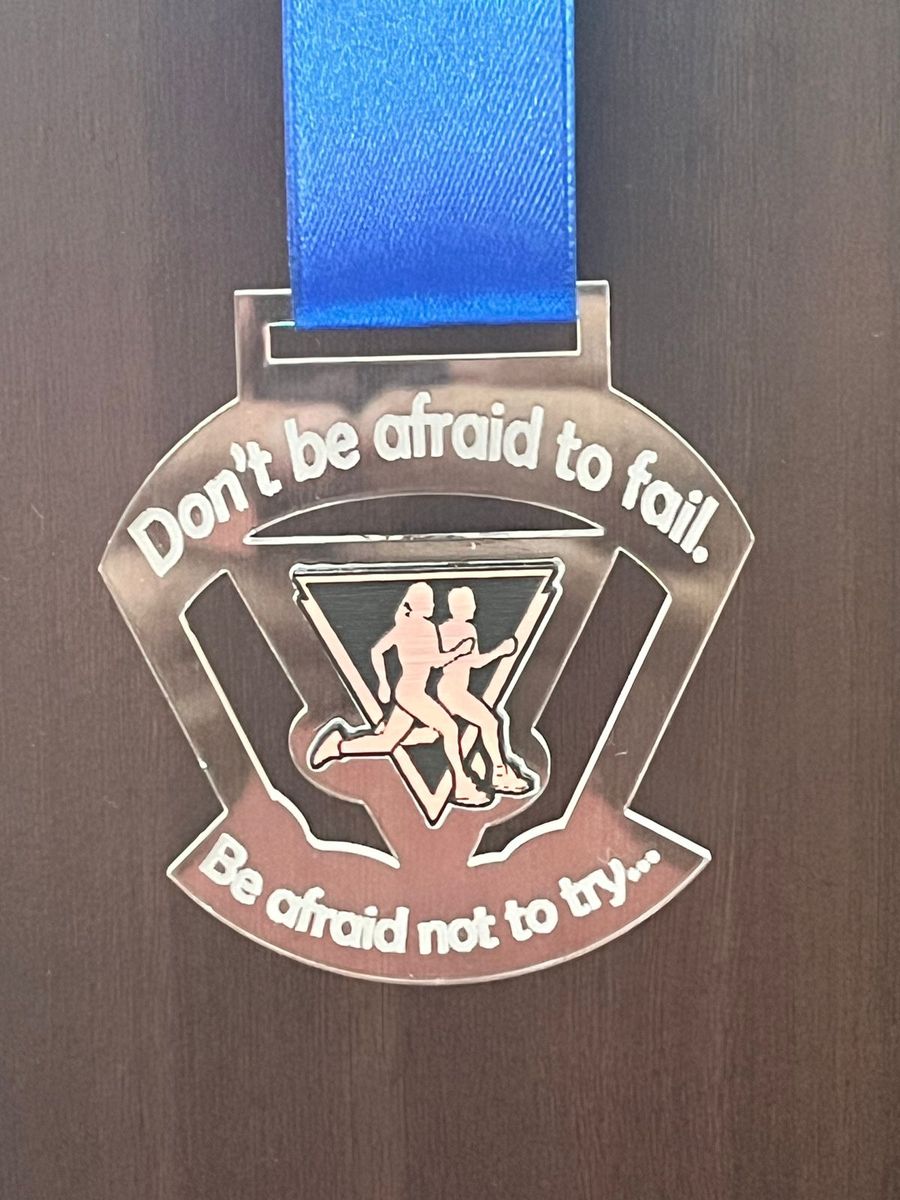 Don't be afraid to fail.
Be afraid not to try...